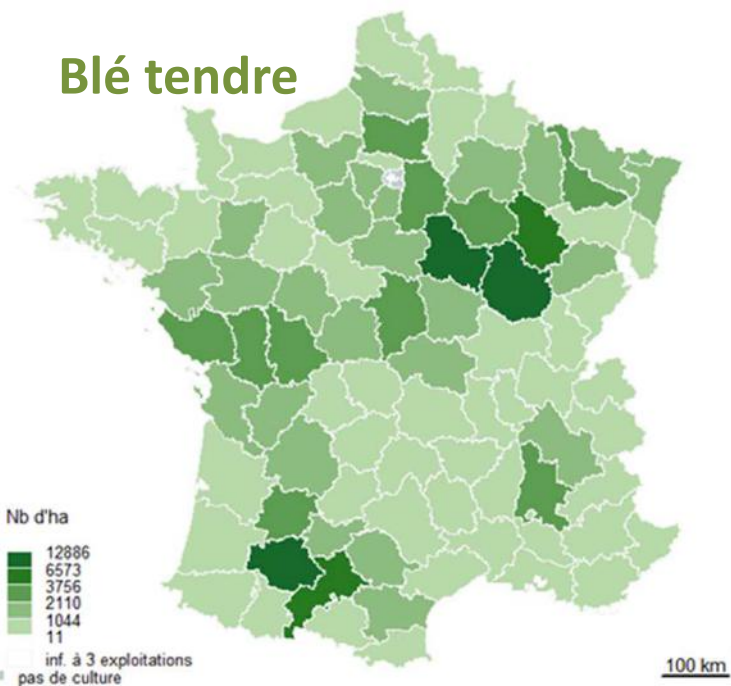 Blé tendre
Nb d'ha
12886
6573
3756
2110
1044
11
inf. à 3 exploitations
pas de culture
100 km